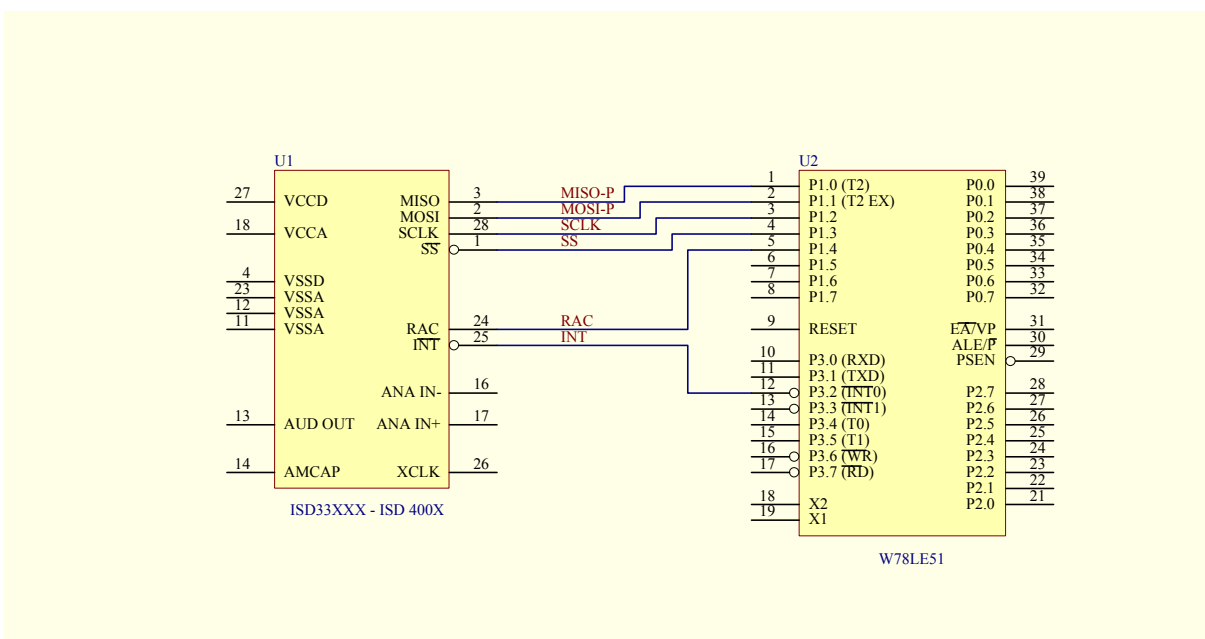 U1
27 VCCD MISO 3 MISO-P
MOSI 2 MOSI-P
18 VCCA SCLK 28 SCLK
SS 1 SS
4 VSSD
23 VSSA
12 VSSA
11 VSSA RAC 24 RAC
INT 25 INT
ANA IN- 16
13 AUD OUT ANA IN+ 17
14 AMCAP XCLK 26
ISD33XXX - ISD 400X
U2
1 P1.0 (T2) P0.0 39
2 P1.1 (T2 EX) P0.1 38
3 P1.2 P0.2 37
4 P1.3 P0.3 36
5 P1.4 P0.4 35
6 P1.5 P0.5 34
7 P1.6 P0.6 33
8 P1.7 P0.7 32
9 RESET EA/VP 31
ALE/P 30
10 P3.0 (RXD) PSEN 29
11 P3.1 (TXD)
12 P3.2 (INT0) P2.7 28
13 P3.3 (INT1) P2.6 27
14 P3.4 (T0) P2.5 26
15 P3.5 (T1) P2.4 25
16 P3.6 (WR) P2.3 24
17 P3.7 (RD) P2.2 23
P2.1 22
18 X2 P2.0 21
19 X1
W78LE51